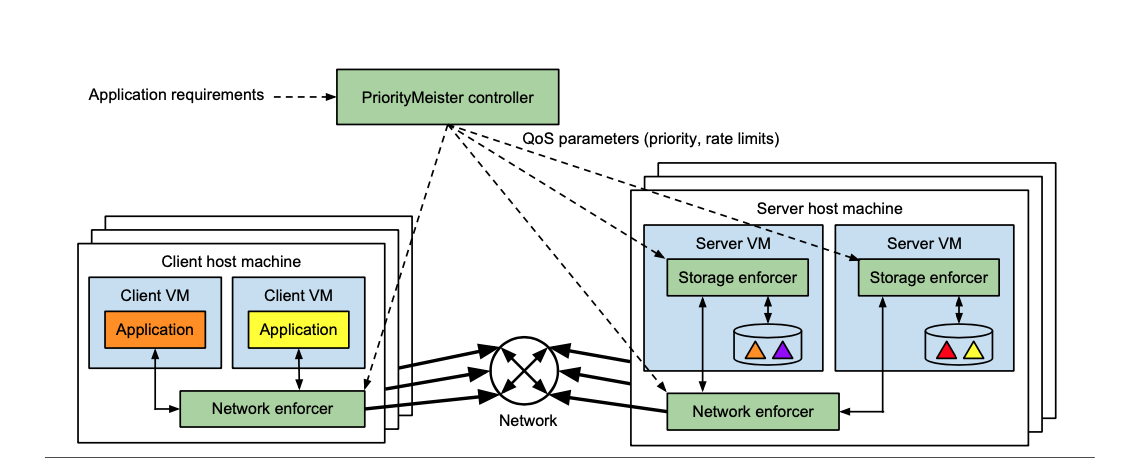 Application requirements
PriorityMeister controller
QoS parameters (priority, rate limits)
Client host machine
Client VM
Application
Client VM
Application
Network enforcer
Network
Server host machine
Server VM
Storage enforcer
Server VM
Storage enforcer
Network enforcer